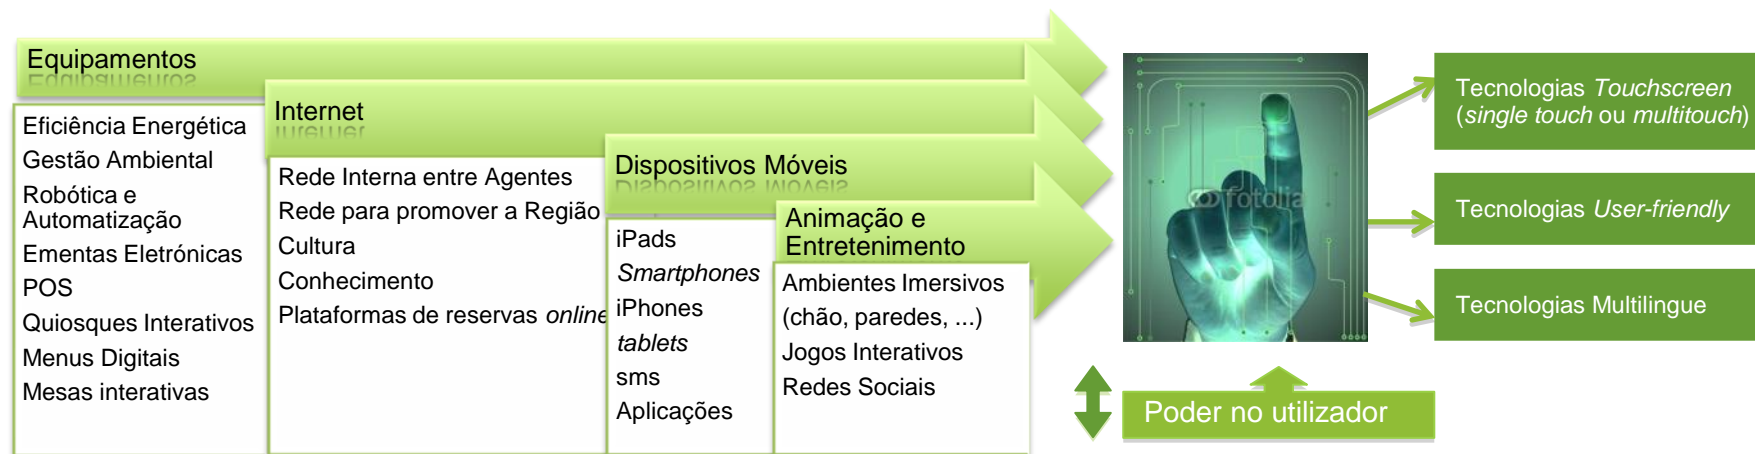 Equipamentos
Eficiência Energética
Gestão Ambiental
Robótica e
Automatização
Ementas Eletrónicas
POS
Quiosques Interativos
Menus Digitais
Mesas interativas
Internet
Rede Interna entre Agentes
Rede para promover a Região
Cultura
Conhecimento
Plataformas de reservas online
Dispositivos Móveis
iPads
Smartphones
iPhones
tablets
sms
Aplicações
Animação e
Entretenimento
Ambientes Imersivos
(chão, paredes, ...)
Jogos Interativos
Redes Sociais
fotolia
Poder no utilizador
Tecnologias Touchscreen
(single touch ou multitouch)
Tecnologias User-friendly
Tecnologias Multilingue